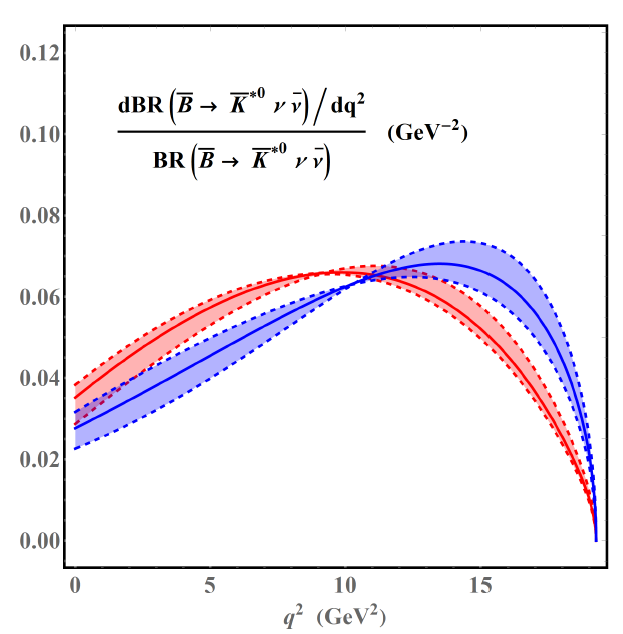 0.12
dBR (B̅ → K̅*⁰ ν ν̅) / dq²
BR (B̅ → K̅*⁰ ν ν̅)
(GeV⁻²)
0.10
0.08
0.06
0.04
0.02
0.00
0 5 10 15
q² (GeV²)